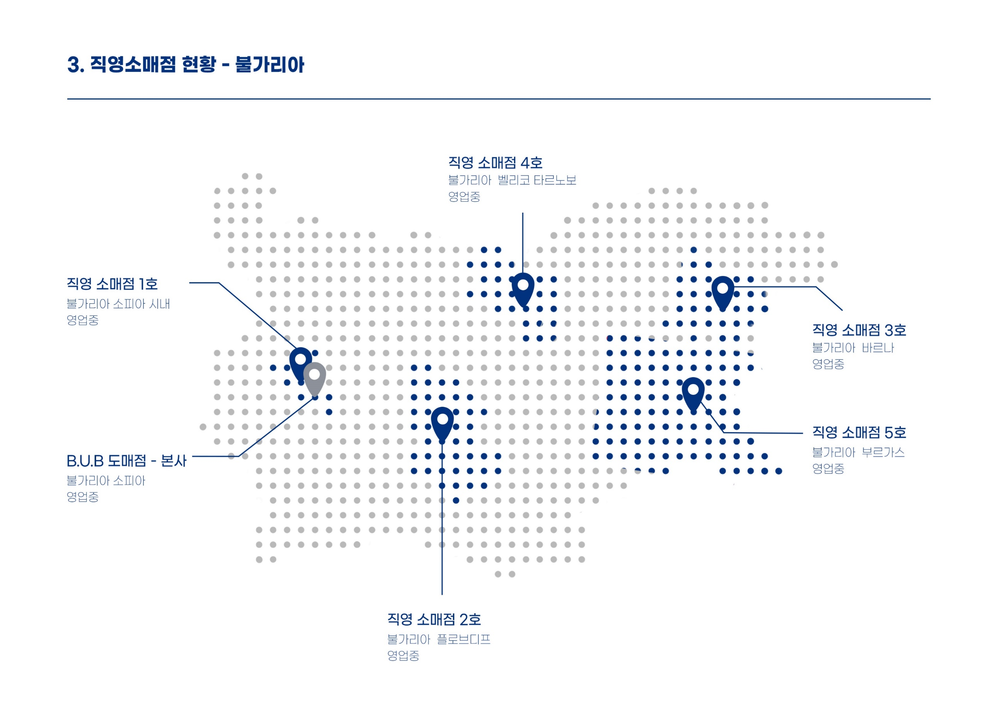 3. 직영소매점 현황 - 불가리아
직영 소매점 4호
불가리아 벨리코 타르노보
영업중
직영 소매점 1호
불가리아 소피아 시내
영업중
직영 소매점 3호
불가리아 바르나
영업중
직영 소매점 5호
불가리아 부르가스
영업중
B.U.B 도매점 - 본사
불가리아 소피아
영업중
직영 소매점 2호
불가리아 플로브디프
영업중